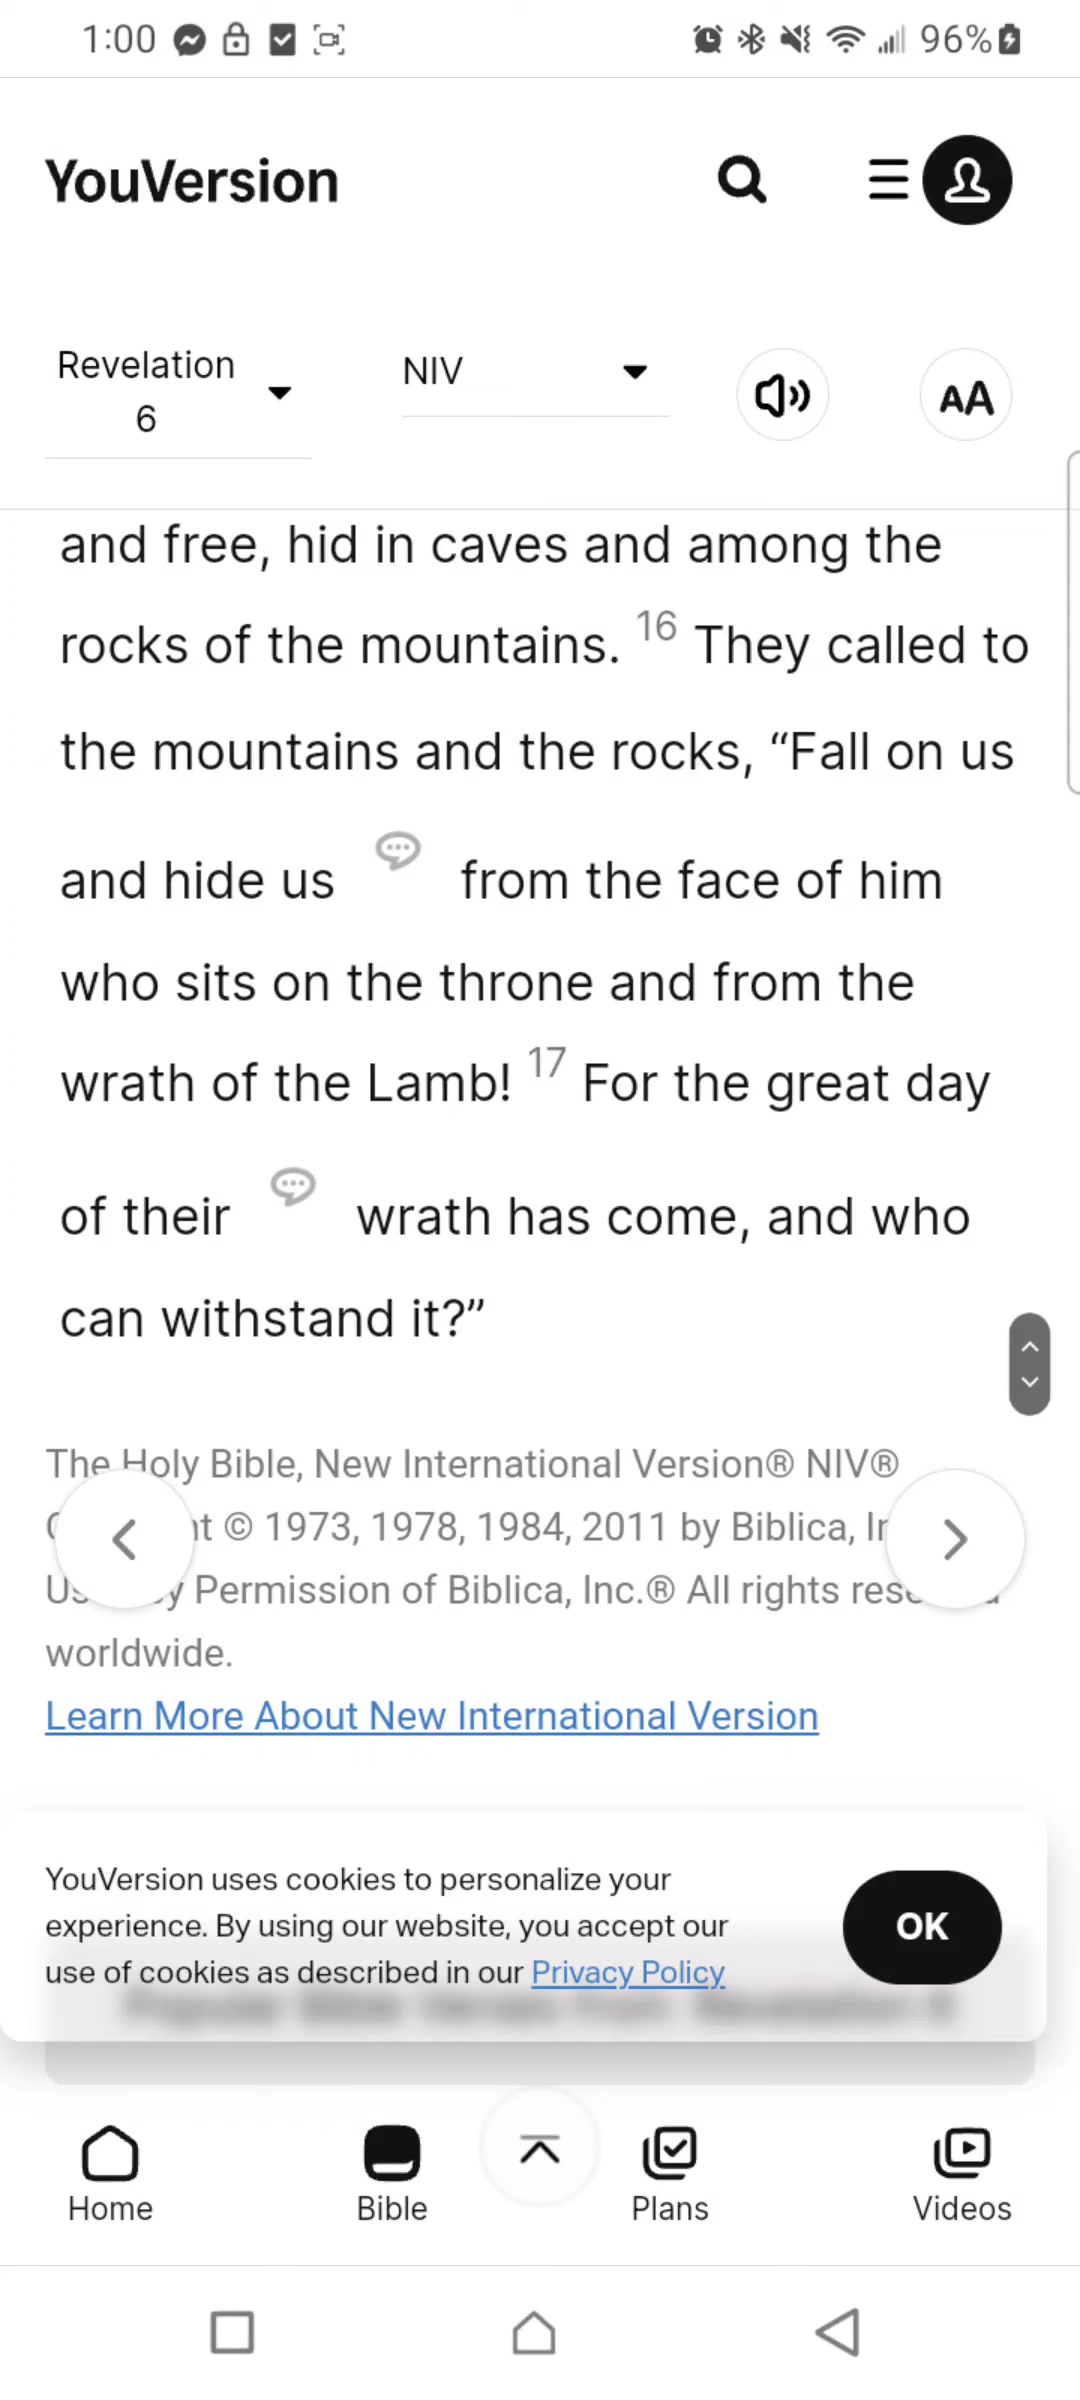 1:00
96%
YouVersion
Revelation
6
NIV
AA
and free, hid in caves and among the
rocks of the mountains. 16 They called to
the mountains and the rocks, “Fall on us
and hide us from the face of him
who sits on the throne and from the
wrath of the Lamb! 17 For the great day
of their wrath has come, and who
can withstand it?”
The Holy Bible, New International Version® NIV®
© 1973, 1978, 1984, 2011 by Biblica,
Permission of Biblica, Inc.® All rights
worldwide.
Learn More About New International Version
YouVersion uses cookies to personalize your
experience. By using our website, you accept our
use of cookies as described in our Privacy Policy
OK
Home
Bible
Plans
Videos